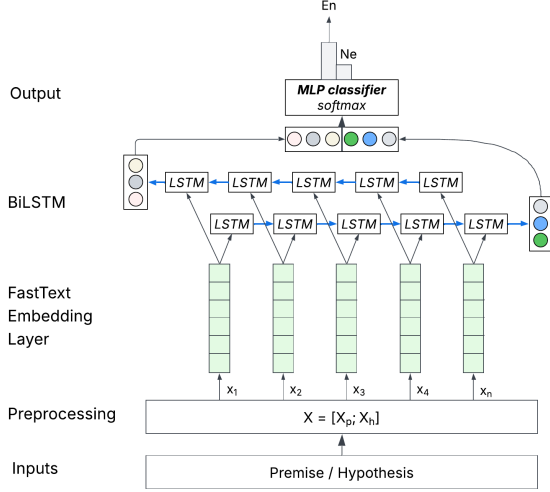 En
Ne
Output
MLP classifier
softmax
BiLSTM
LSTM LSTM LSTM LSTM LSTM
LSTM LSTM LSTM LSTM LSTM
FastText
Embedding
Layer
x₁ x₂ x₃ x₄ xₙ
Preprocessing
X = [Xₚ; Xₕ]
Inputs
Premise / Hypothesis